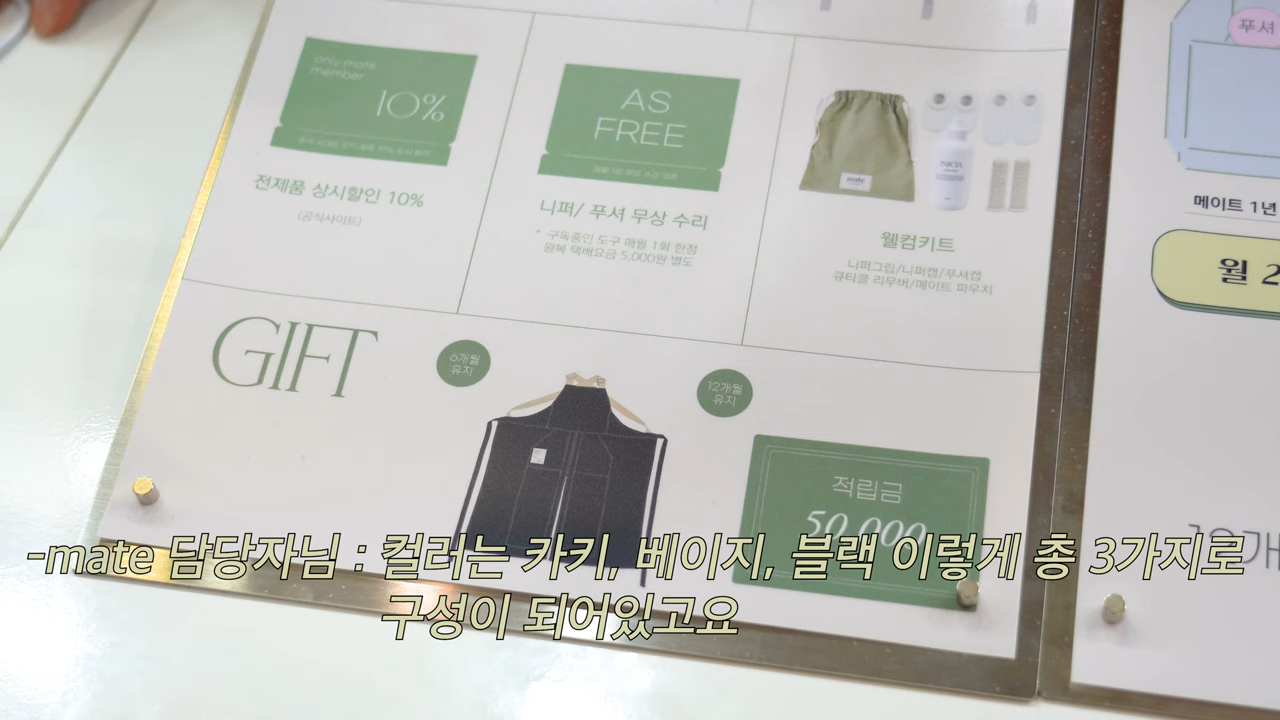 only mate
member
10%
전제품 상시할인 10%
(공식사이트)
AS
FREE
니퍼/ 푸셔 무상 수리
* 구독중인 도구 매월 1회 한정
왕복 택배요금 5,000원 별도
mate
웰컴키트
니퍼그립/니퍼캡/푸셔캡
큐티클 리무버/메이트 파우치
푸셔
메이트 1년
월 2
GIFT
6개월
유지
12개월
유지
적립금
50,000
-mate 담당자님 : 컬러는 카키, 베이지, 블랙 이렇게 총 3가지로
구성이 되어있고요